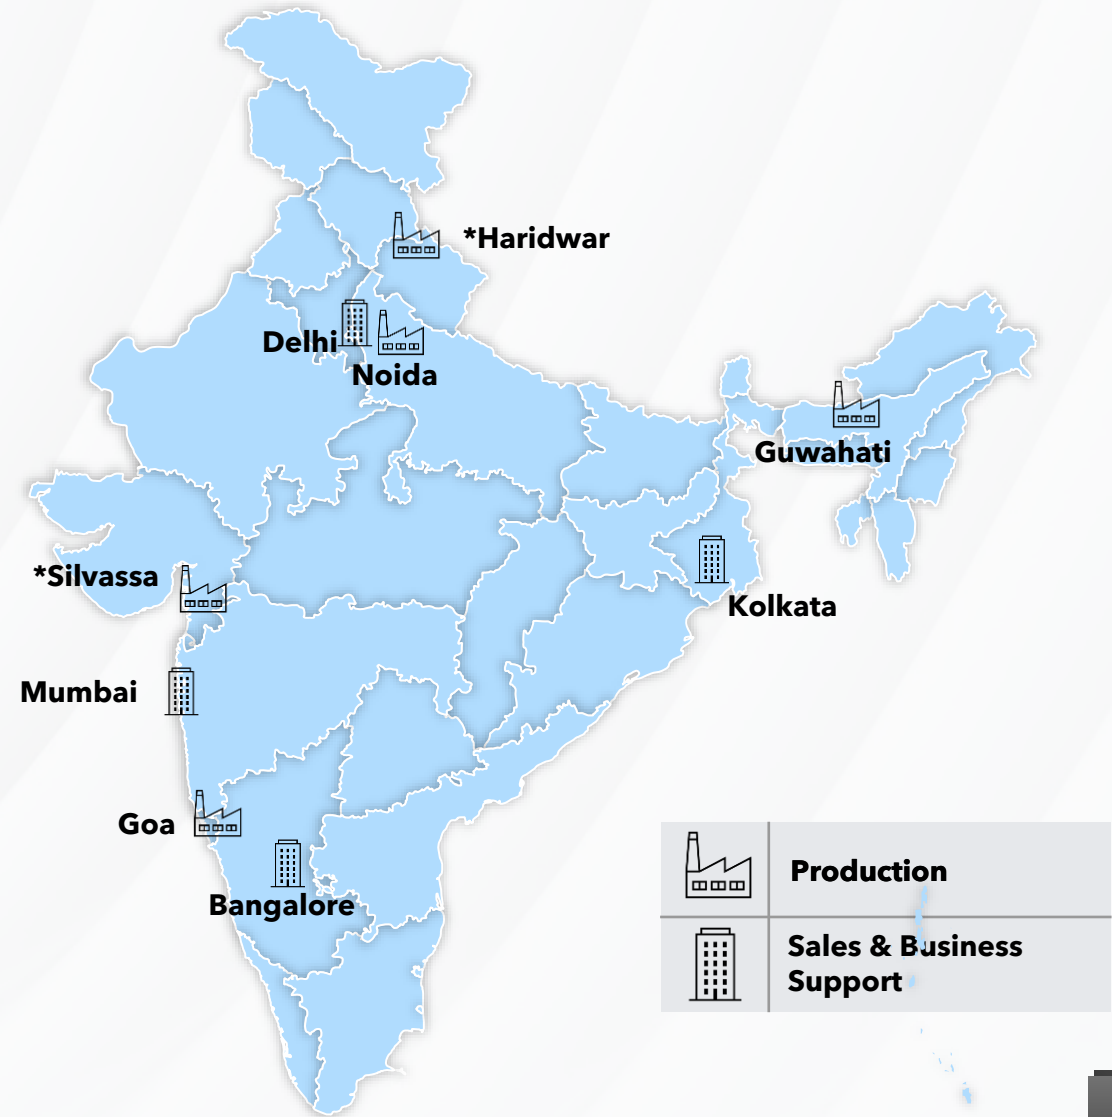 *Haridwar
Delhi
Noida
Guwahati
*Silvassa
Kolkata
Mumbai
Goa
Bangalore
Production
Sales & Business
Support